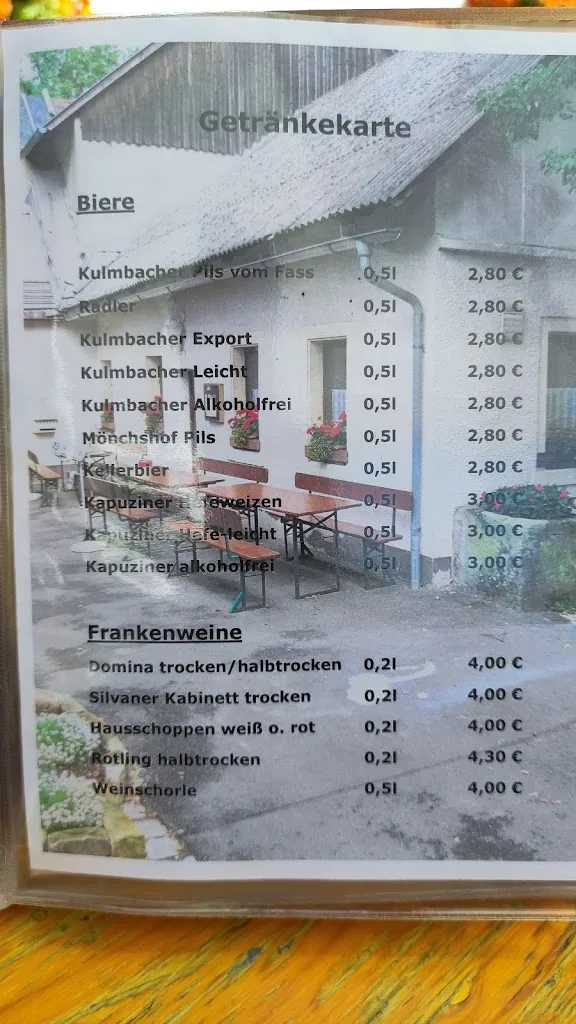 Getränkekarte
Biere
Kulmbacher Pils vom Fass 0,5l 2,80 €
Radler 0,5l 2,80 €
Kulmbacher Export 0,5l 2,80 €
Kulmbacher Leicht 0,5l 2,80 €
Kulmbacher Alkoholfrei 0,5l 2,80 €
Mönchshof Pils 0,5l 2,80 €
Kellerbier 0,5l 2,80 €
Kapuziner Hefeweizen 0,5l 3,00 €
Kapuziner Hefe-leicht 0,5l 3,00 €
Kapuziner alkoholfrei 0,5l 3,00 €
Frankenweine
Domina trocken/halbtrocken 0,2l 4,00 €
Silvaner Kabinett trocken 0,2l 4,00 €
Hausschoppen weiß o. rot 0,2l 4,00 €
Rotling halbtrocken 0,2l 4,30 €
Weinschorle 0,5l 4,00 €